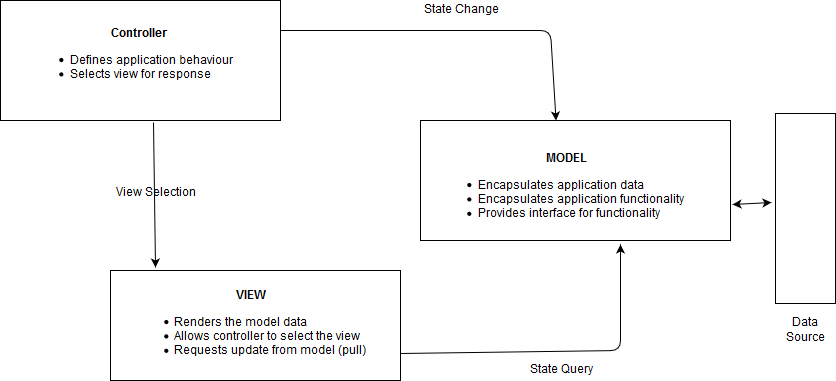 State Change
Controller
• Defines application behaviour
• Selects view for response
MODEL
• Encapsulates application data
• Encapsulates application functionality
• Provides interface for functionality
View Selection
VIEW
• Renders the model data
• Allows controller to select the view
• Requests update from model (pull)
State Query
Data
Source